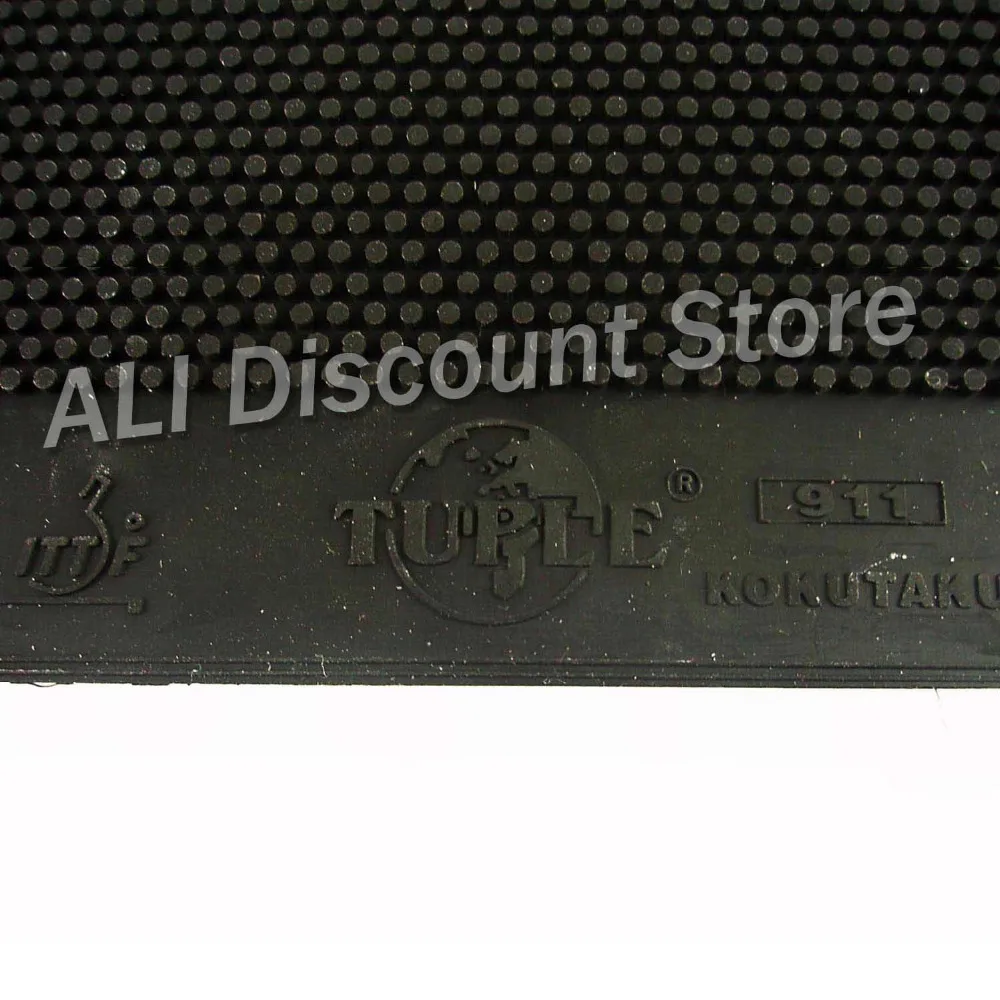 ALI Discount Store
ITTF
TUPLE®
911
KOKUTAKU